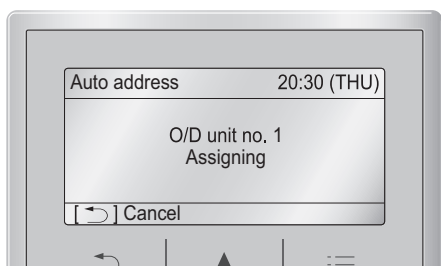 Auto address 20:30 (THU)
O/D unit no. 1
Assigning
[⮌] Cancel